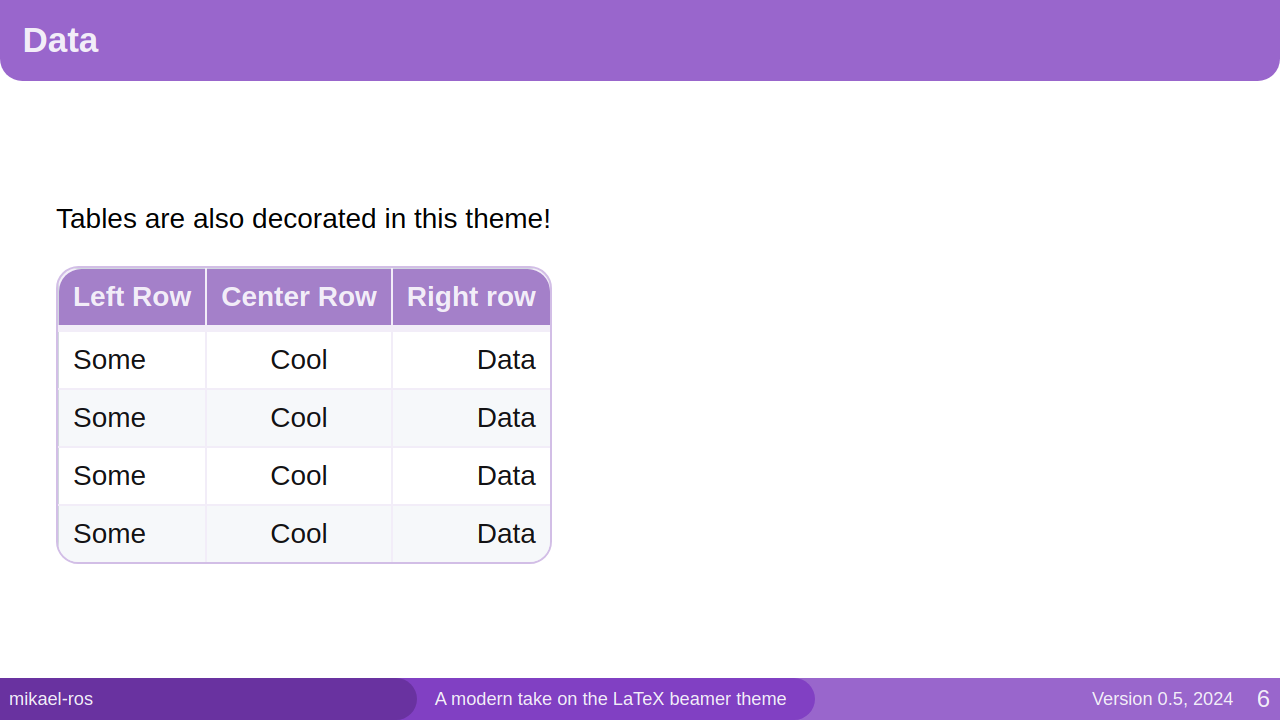 Data
Tables are also decorated in this theme!
Left Row Center Row Right row
Some Cool Data
Some Cool Data
Some Cool Data
Some Cool Data
mikael-ros A modern take on the LaTeX beamer theme Version 0.5, 2024 6